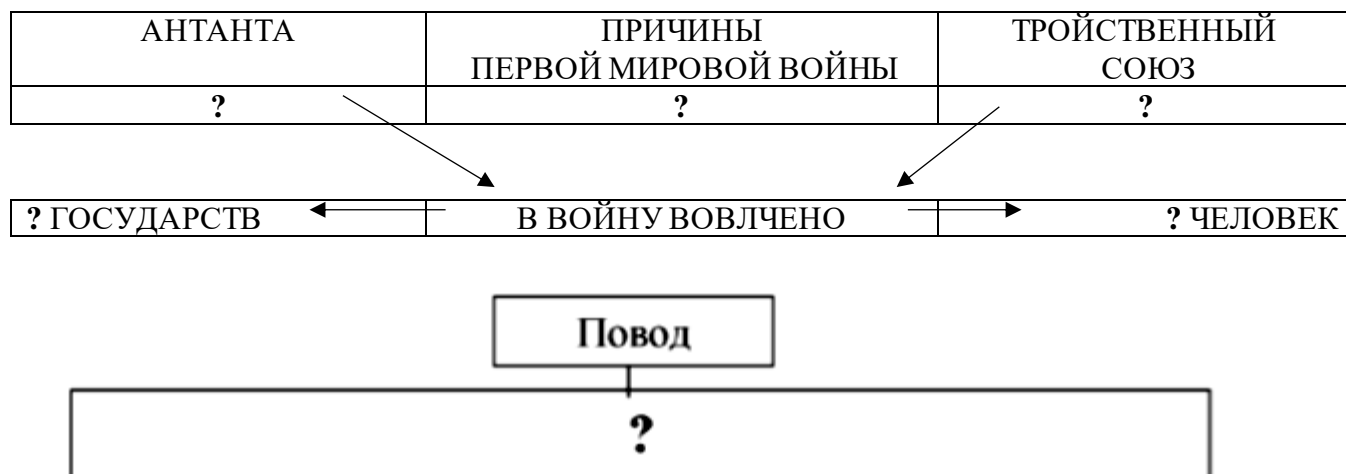 АНТАНТА ПРИЧИНЫ ТРОЙСТВЕННЫЙ
ПЕРВОЙ МИРОВОЙ ВОЙНЫ СОЮЗ
? ? ?
? ГОСУДАРСТВ В ВОЙНУ ВОВЛЧЕНО ? ЧЕЛОВЕК
Повод
?